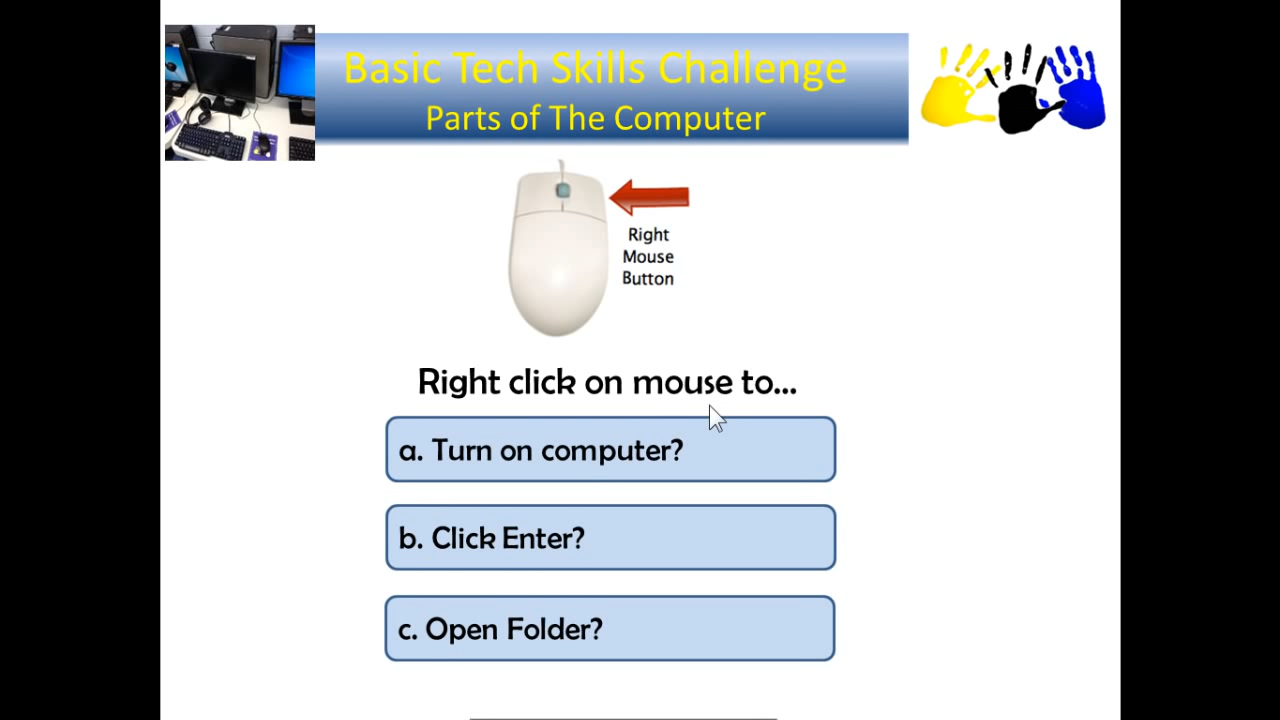 Basic Tech Skills Challenge
Parts of The Computer
Right
Mouse
Button
Right click on mouse to...
a. Turn on computer?
b. Click Enter?
c. Open Folder?